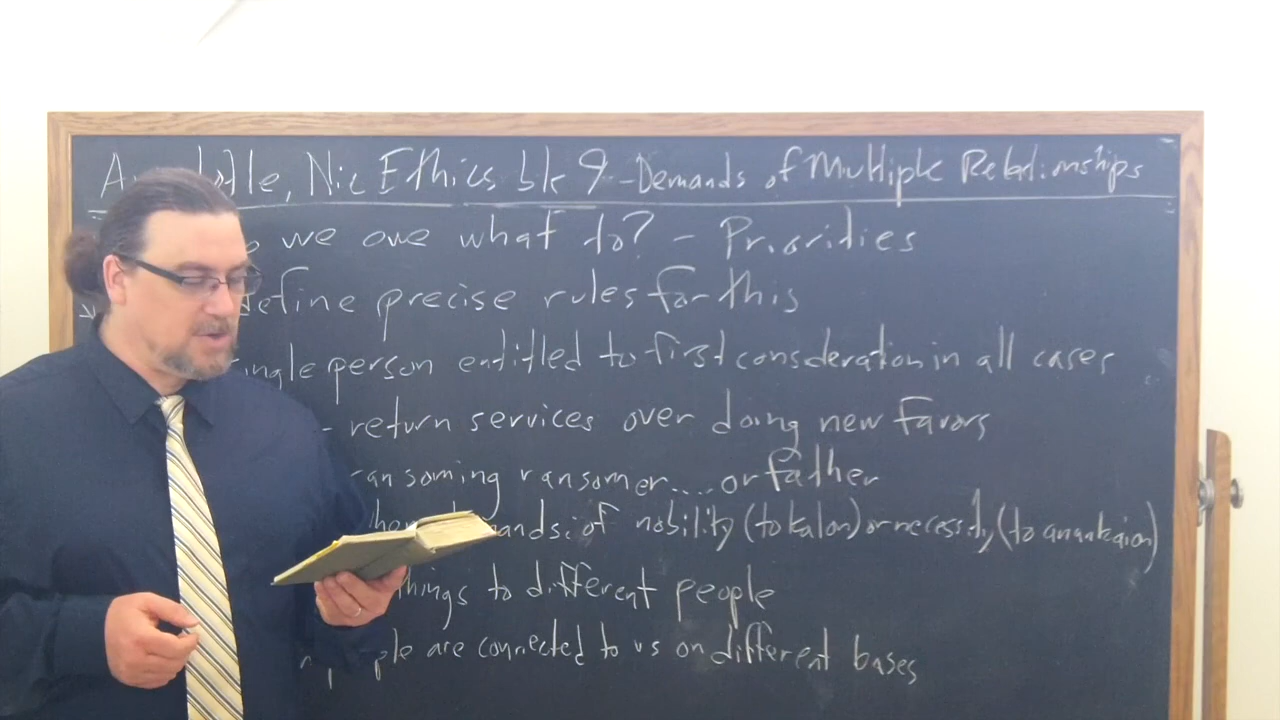 Nic Ethics bk 9 - Demands of Multiple Relationships
we owe what to? - Priorities
define precise rules for this
ingle person entitled to first consideration in all cases
- return services over doing new favors
ransoming ransomer.... or father
demands: of nobility (to kalon) or necessity (to anankaion)
things to different people
people are connected to us on different bases